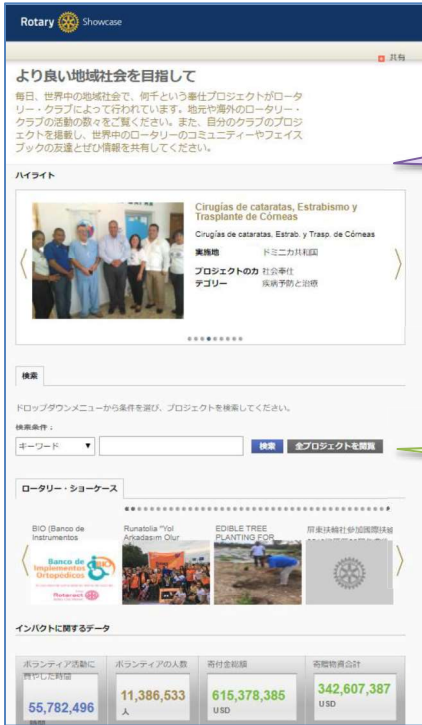 Rotary Showcase
共有
より良い地域社会を目指して
毎日、世界中の地域社会で、何千という奉仕プロジェクトがロータ
リー・クラブによって行われています。地元や海外のロータリー・
クラブの活動の数々をご覧ください。また、自分のクラブのプロジ
ェクトを掲載し、世界中のロータリーのコミュニティーやフェイス
ブックの友達とぜひ情報を共有してください。
ハイライト
Cirugías de cataratas, Estrabismo y
Trasplante de Córneas
Cirugías de cataratas, Estrab. y Trasp. de Córneas
実施地 ドミニカ共和国
プロジェクトのカ 社会奉仕
テゴリー 疾病予防と治療
検索
ドロップダウンメニューから条件を選び、プロジェクトを検索してください。
検索条件：
キーワード 検索 全プロジェクトを閲覧
ロータリー・ショーケース
BIO (Banco de
Instrumentos
Runatolia "Yol
Arkadasim Olur
EDIBLE TREE
PLANTING FOR
屏東扶輪社參加國際扶輪
Banco de
Implementos
Ortopédicos
BIO
Rotaract
インパクトに関するデータ
ボランティア活動に
費やした時間
55,782,496
時間
ボランティアの人数
11,386,533
人
寄付金総額
615,378,385
USD
寄贈物資合計
342,607,387
USD